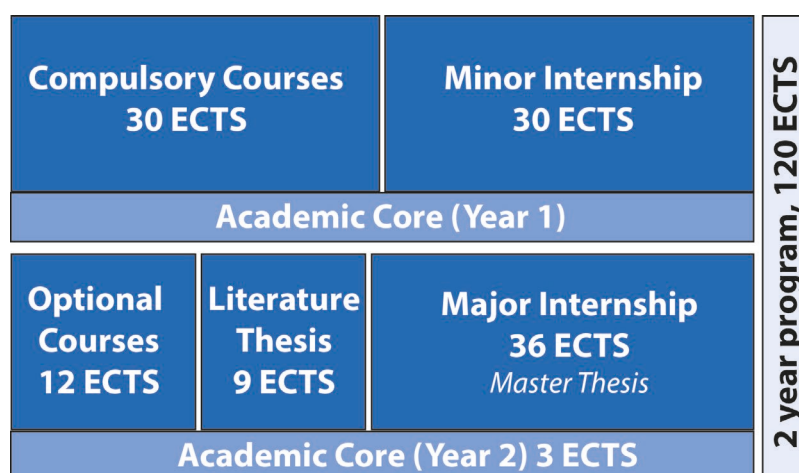 Compulsory Courses
30 ECTS
Minor Internship
30 ECTS
Academic Core (Year 1)
Optional
Courses
12 ECTS
Literature
Thesis
9 ECTS
Major Internship
36 ECTS
Master Thesis
Academic Core (Year 2) 3 ECTS
2 year program, 120 ECTS